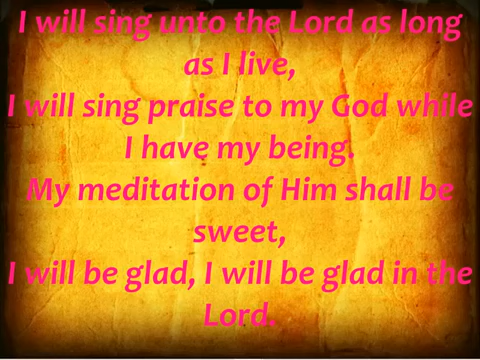 I will sing unto the Lord as long
as I live,
I will sing praise to my God while
I have my being.
My meditation of Him shall be
sweet,
I will be glad, I will be glad in the
Lord.